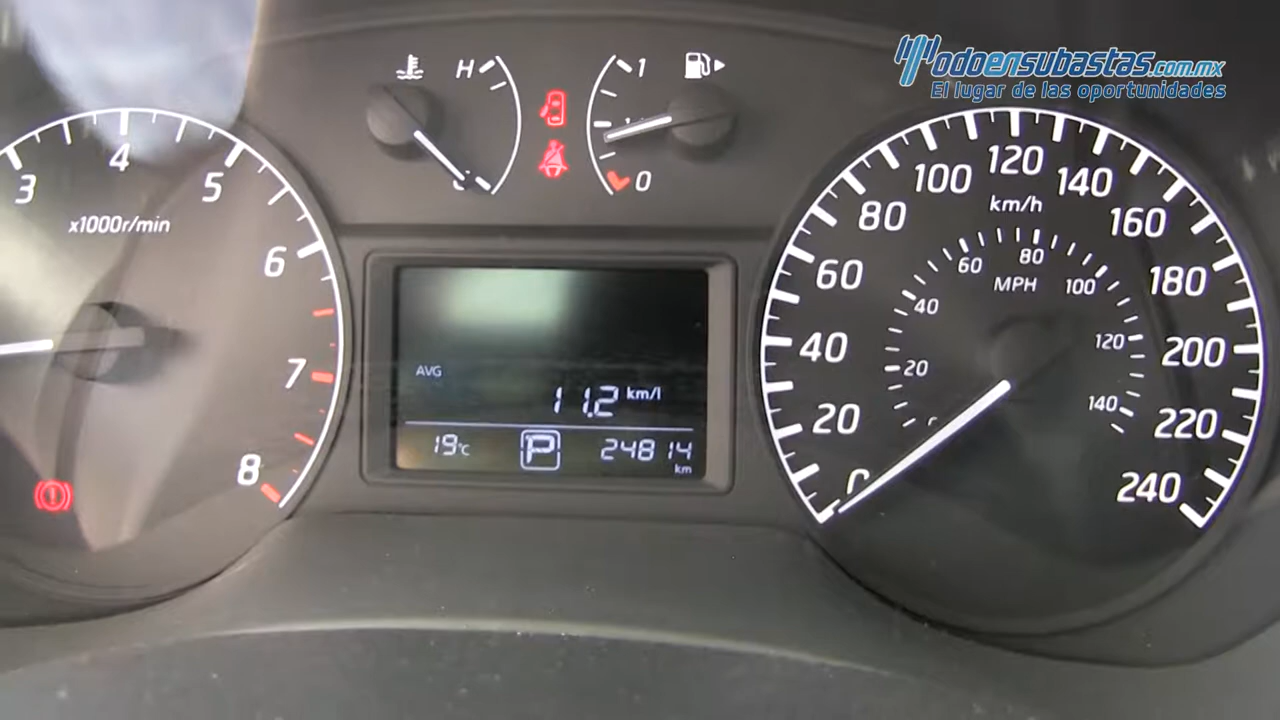 Todoensubastas.com.mx
El lugar de las oportunidades
H
1
0
3
4
5
6
7
8
x1000r/min
AVG
11.2 km/l
19°C
P
24814
km
20
40
60
80
100
120
140
160
180
200
220
240
km/h
20
40
60
80
100
120
140
MPH